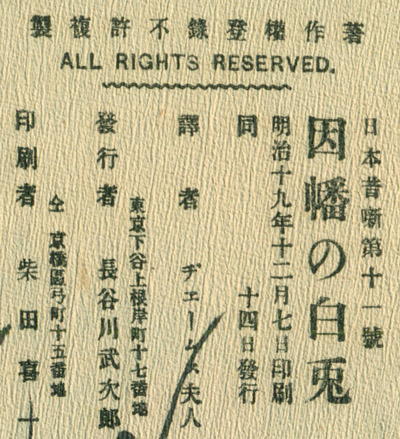 著作權登錄不許複製
ALL RIGHTS RESERVED.
日本昔噺第十一號
因幡の白兎
明治十九年十二月七日印刷
同 十四日發行
譯者 ヂェームス夫人
東京下谷上根岸町十七番地
發行者 長谷川武次郎
仝 京橋區弓町十五番地
印刷者 柴田喜一